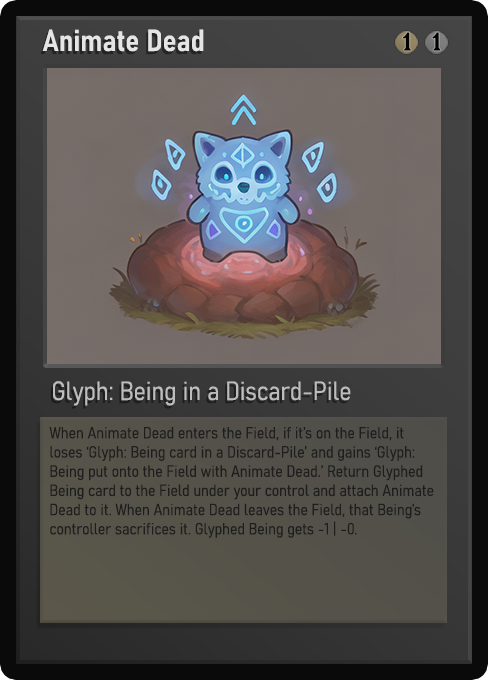 Animate Dead 1 1
Glyph: Being in a Discard-Pile
When Animate Dead enters the Field, if it's on the Field, it
loses 'Glyph: Being card in a Discard-Pile' and gains 'Glyph:
Being put onto the Field with Animate Dead.' Return Glyphed
Being card to the Field under your control and attach Animate
Dead to it. When Animate Dead leaves the Field, that Being's
controller sacrifices it. Glyphed Being gets -1 | -0.